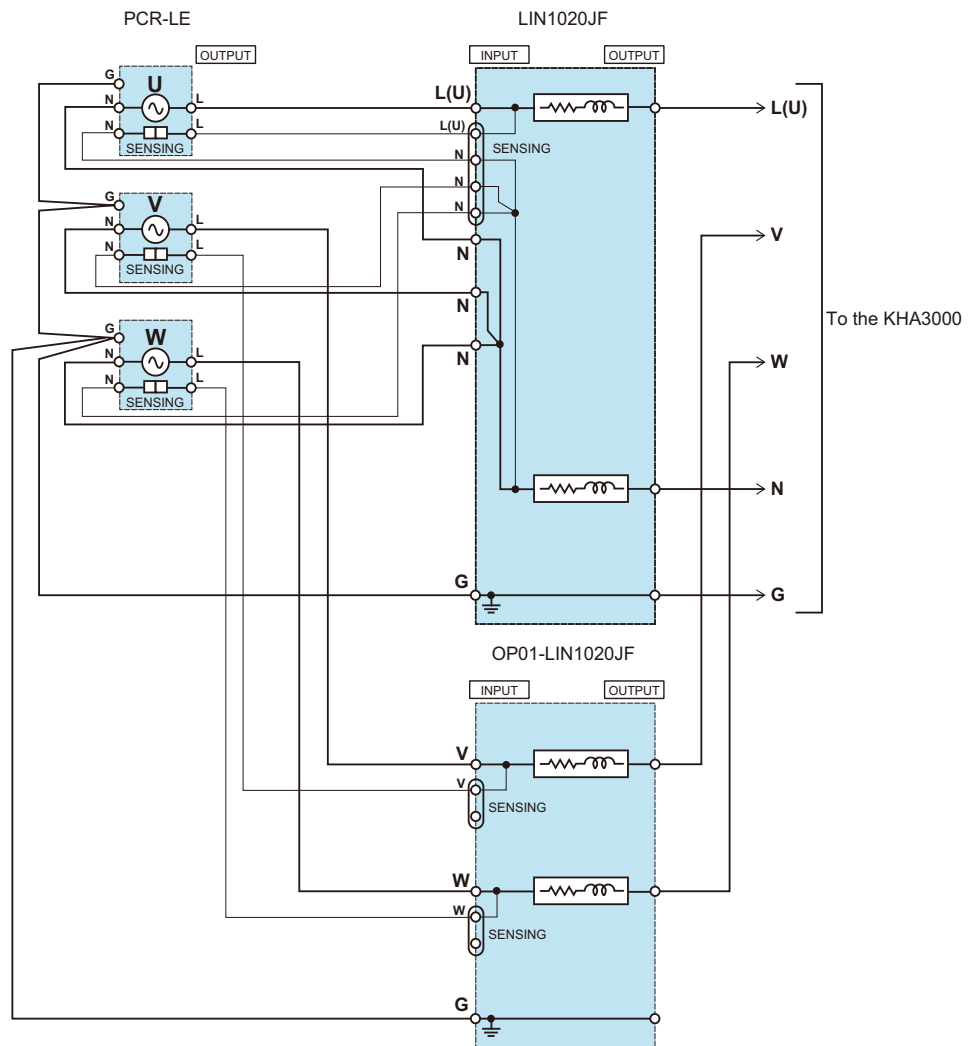 PCR-LE
LIN1020JF
OUTPUT
INPUT
OUTPUT
G
U
N
L
L(U)
L(U)
N
L
L(U)
SENSING
SENSING
N
N
N
G
V
N
L
V
N
L
N
SENSING
N
To the KHA3000
G
W
N
L
N
W
N
L
SENSING
N
G
G
OP01-LIN1020JF
INPUT
OUTPUT
V
V
SENSING
W
W
SENSING
G